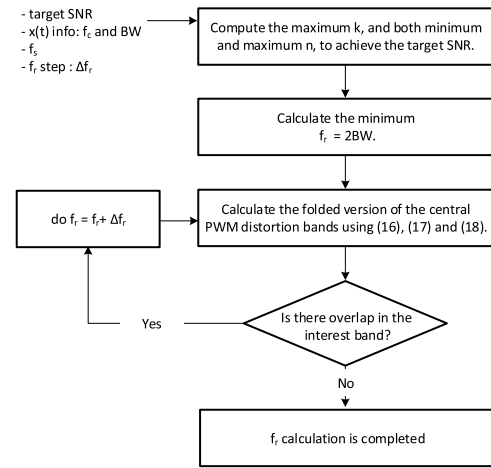 - target SNR
- x(t) info: fc and BW
- fs
- fr step : Δfr
Compute the maximum k, and both minimum
and maximum n, to achieve the target SNR.
Calculate the minimum
fr = 2BW.
do fr = fr+ Δfr
Calculate the folded version of the central
PWM distortion bands using (16), (17) and (18).
Is there overlap in the
interest band?
Yes
No
fr calculation is completed